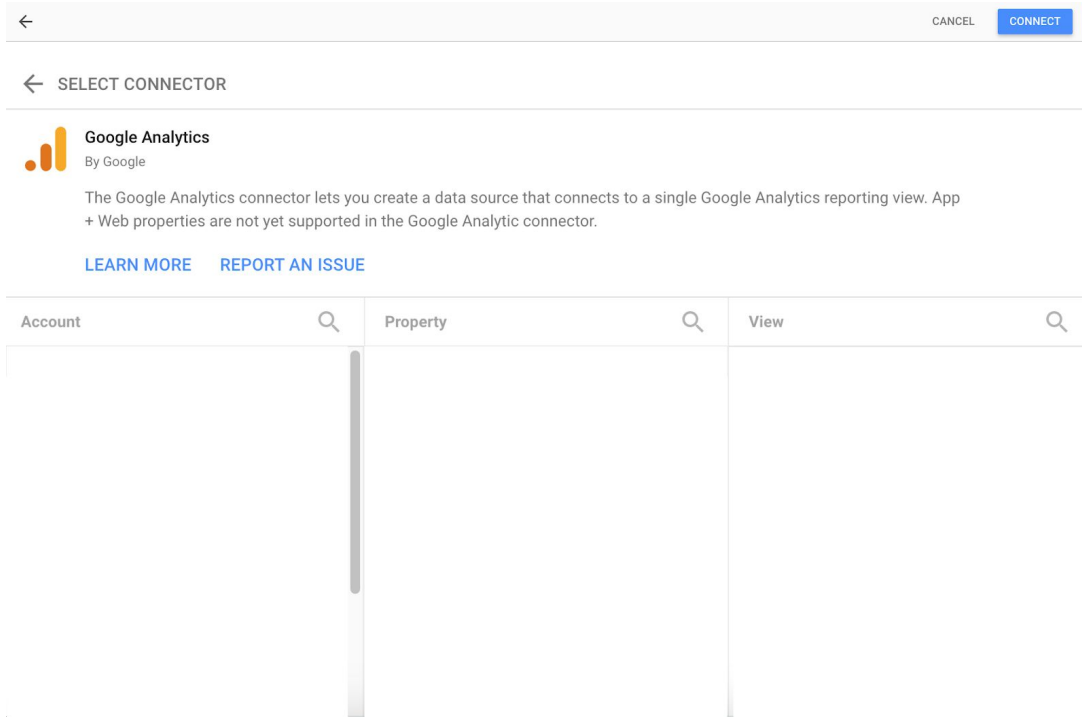 CANCEL CONNECT
SELECT CONNECTOR
Google Analytics
By Google
The Google Analytics connector lets you create a data source that connects to a single Google Analytics reporting view. App
+ Web properties are not yet supported in the Google Analytic connector.
LEARN MORE REPORT AN ISSUE
Account Property View